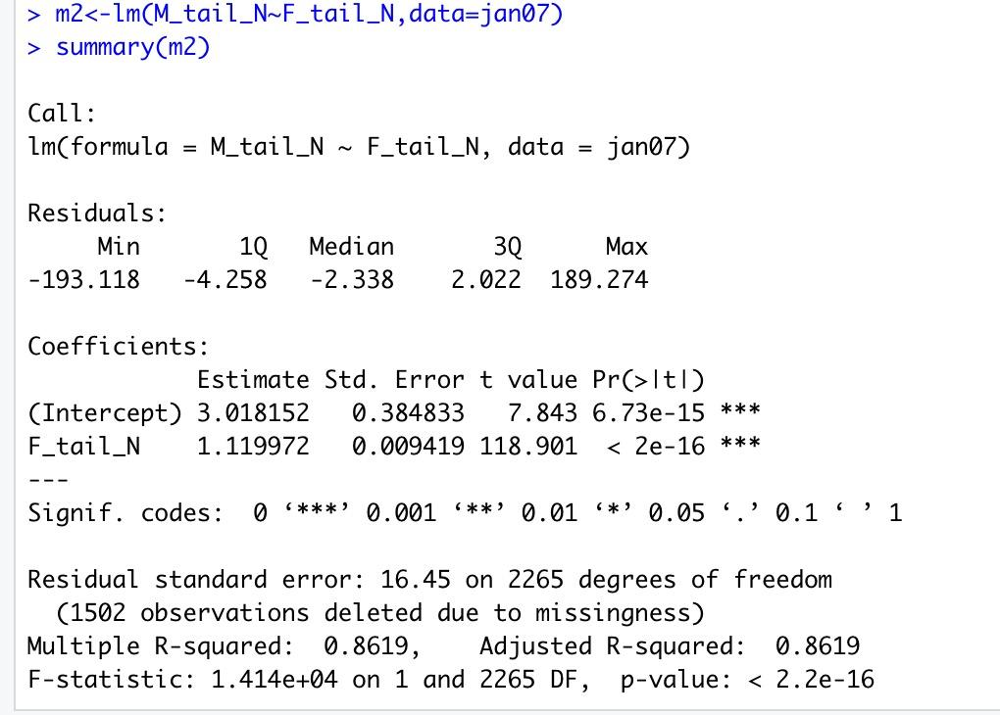 > m2<-lm(M_tail_N~F_tail_N,data=jan07)
> summary(m2)
Call:
lm(formula = M_tail_N ~ F_tail_N, data = jan07)
Residuals:
     Min       1Q   Median       3Q      Max
-193.118   -4.258   -2.338    2.022  189.274
Coefficients:
            Estimate Std. Error t value Pr(>|t|)
(Intercept) 3.018152   0.384833   7.843 6.73e-15 ***
F_tail_N    1.119972   0.009419 118.901  < 2e-16 ***
---
Signif. codes:  0 ‘***’ 0.001 ‘**’ 0.01 ‘*’ 0.05 ‘.’ 0.1 ‘ ’ 1
Residual standard error: 16.45 on 2265 degrees of freedom
  (1502 observations deleted due to missingness)
Multiple R-squared:  0.8619,    Adjusted R-squared:  0.8619
F-statistic: 1.414e+04 on 1 and 2265 DF,  p-value: < 2.2e-16